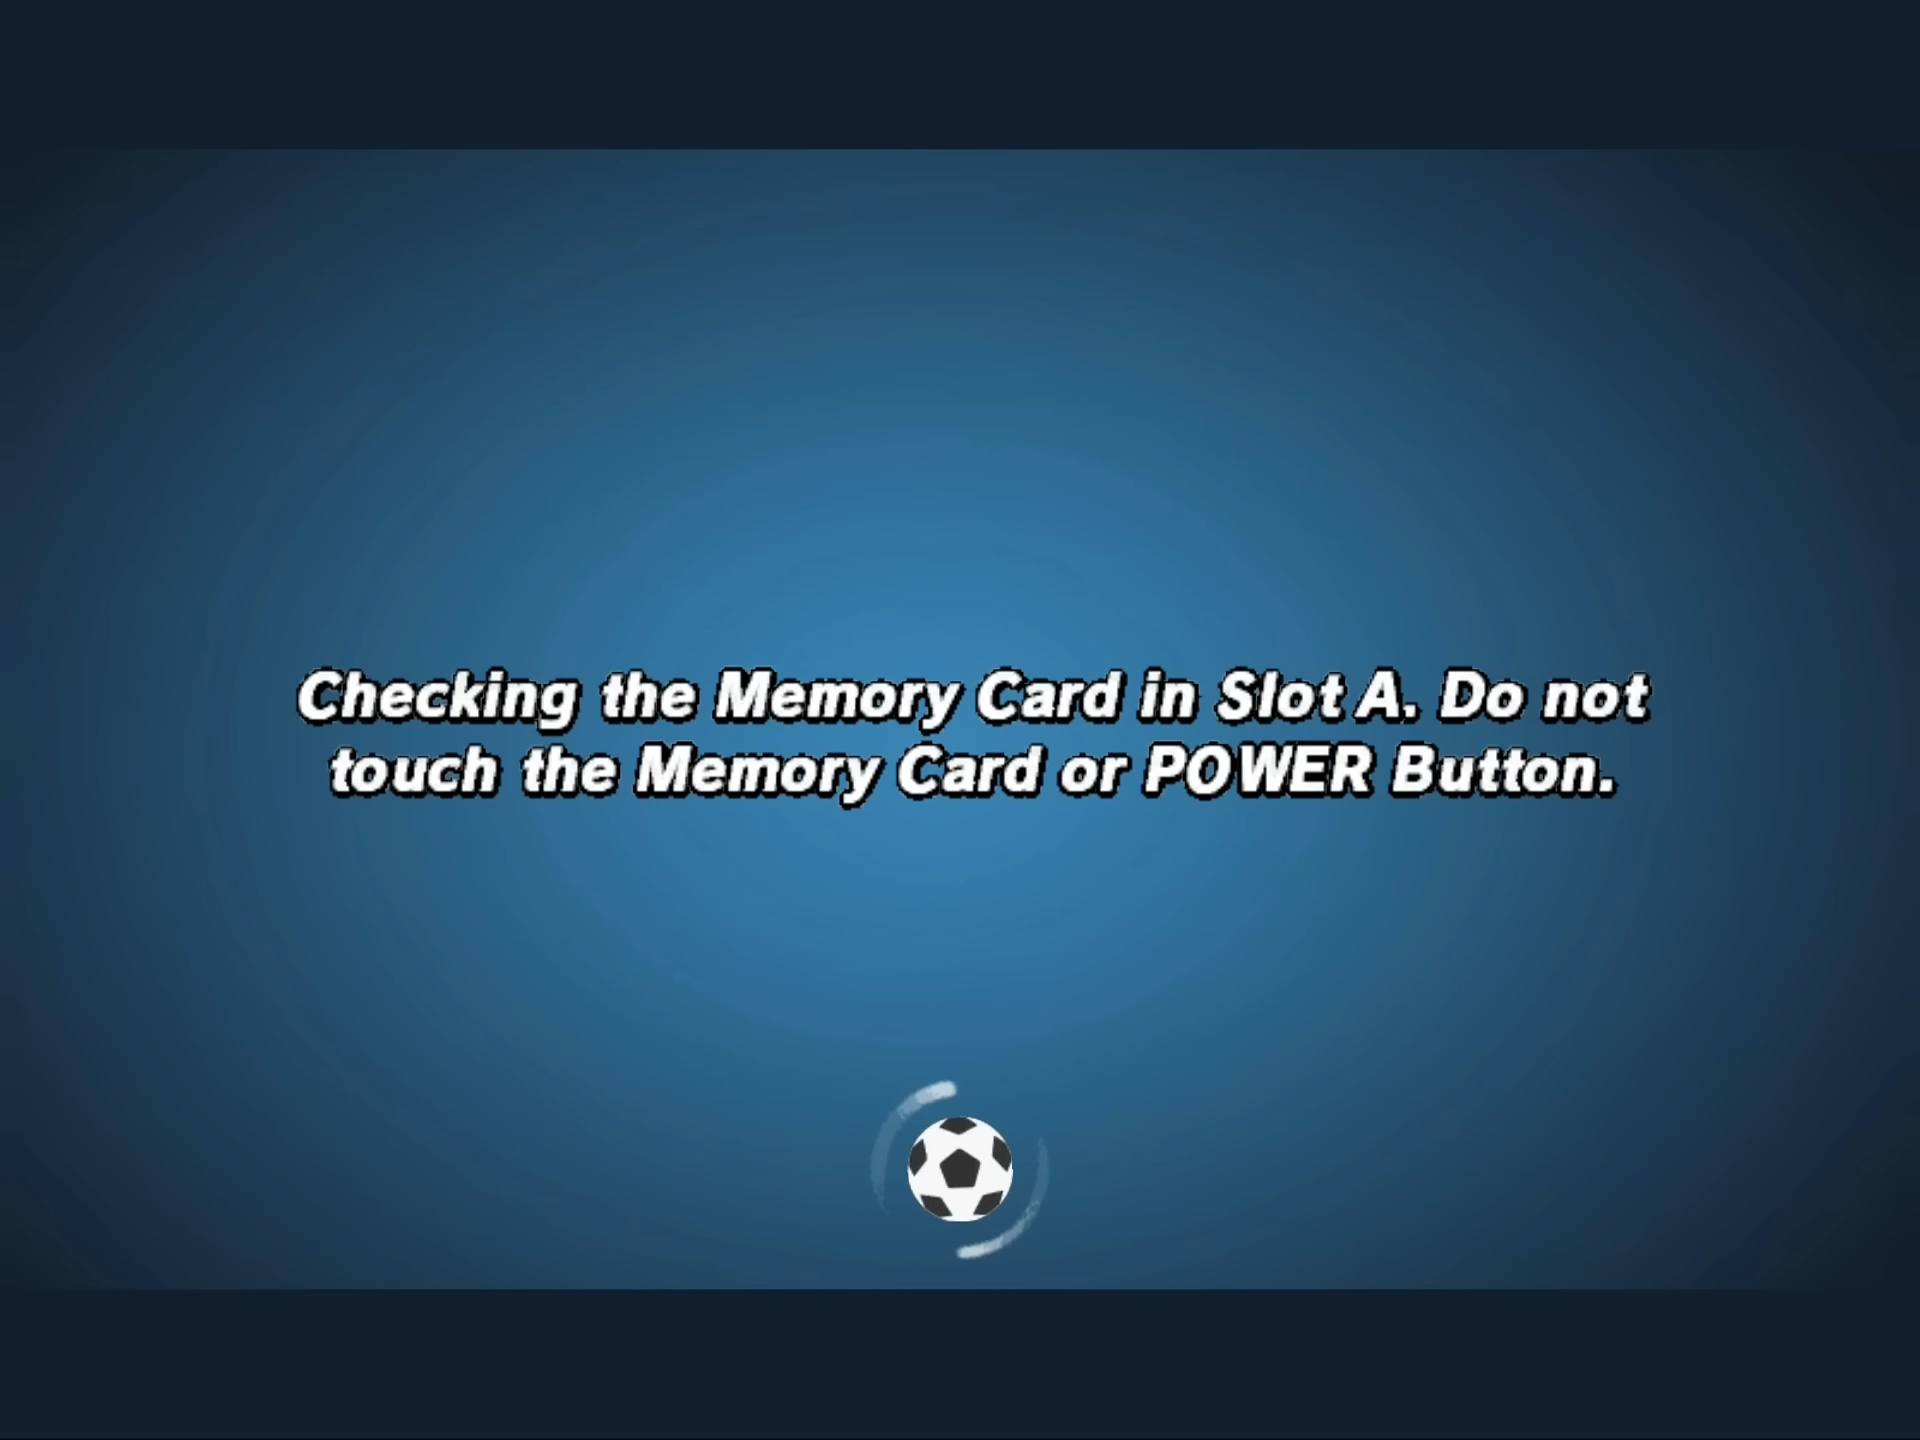 Checking the Memory Card in Slot A. Do not
touch the Memory Card or POWER Button.